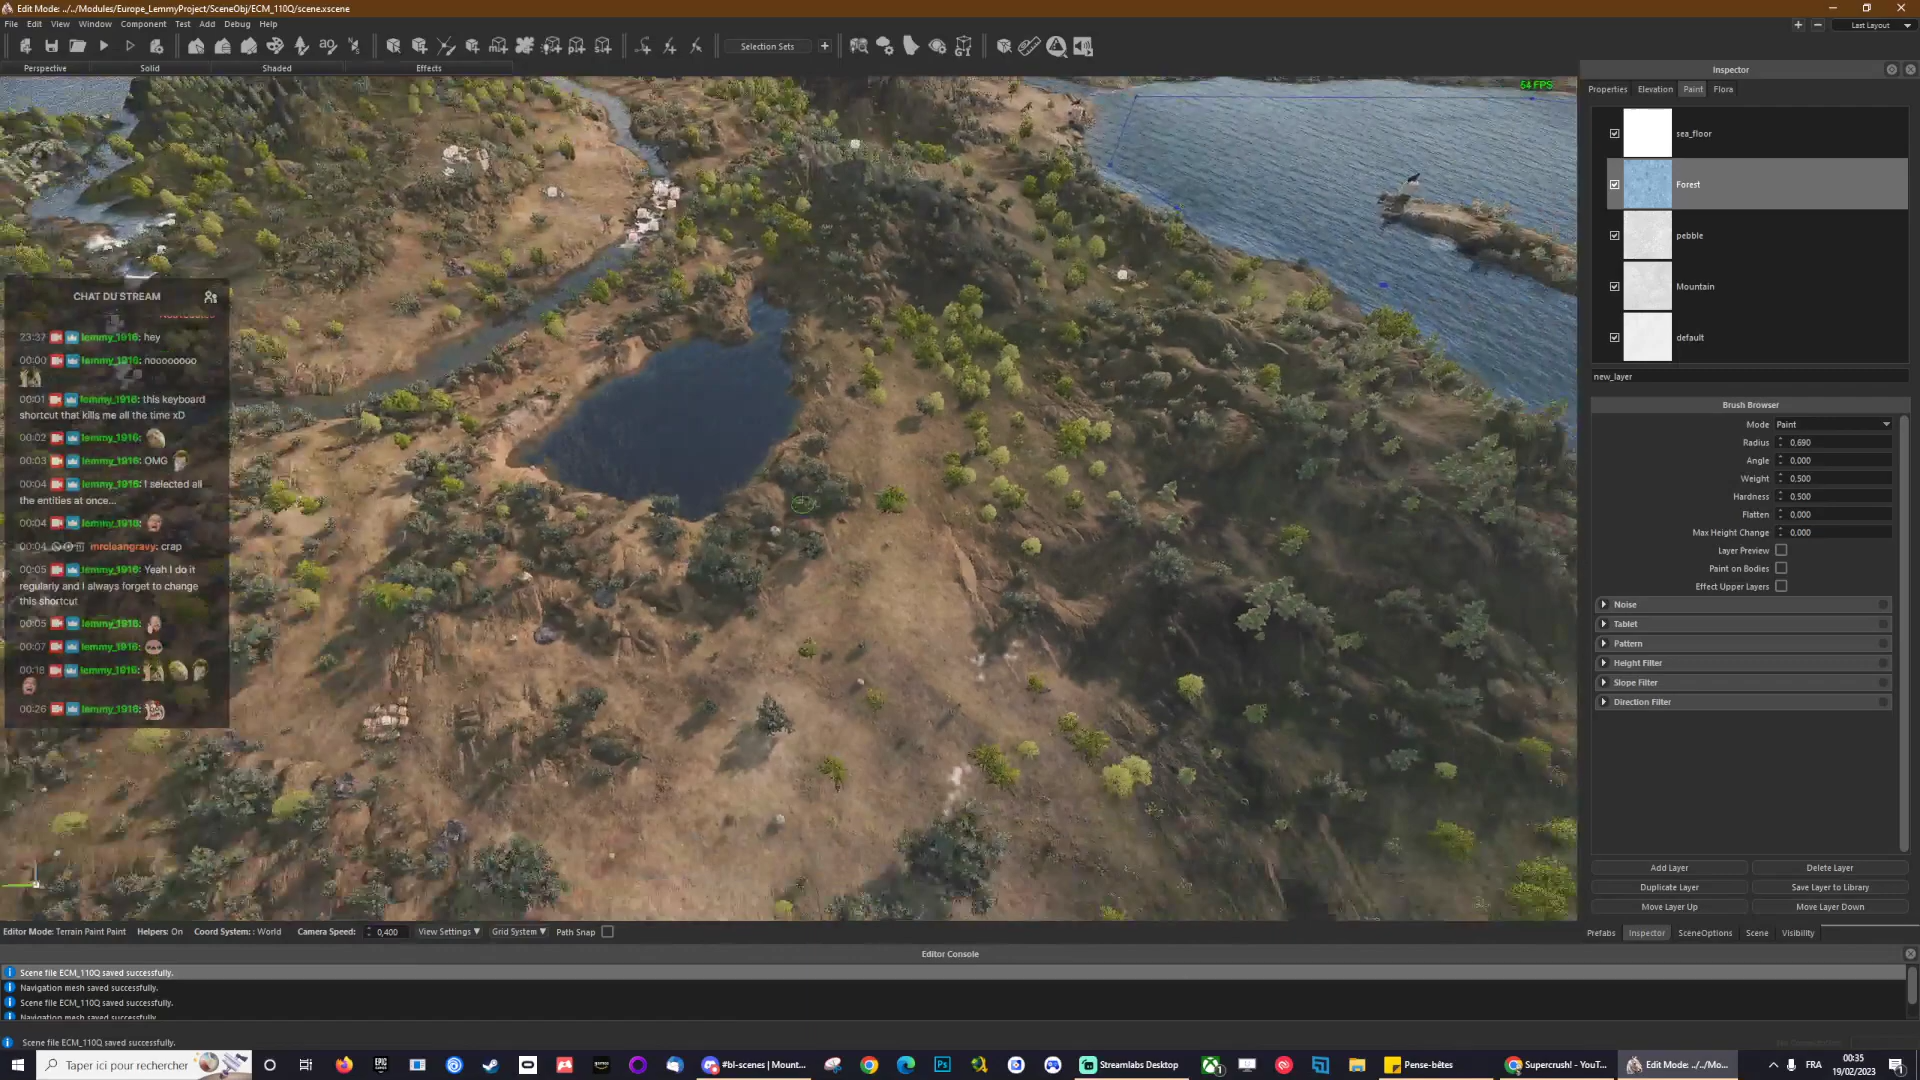 Edit Mode: ../../Modules/Europe_LemmyProject/SceneObj/ECM_110Q/scene.xscene
File Edit View Window Component Test Add Debug Help
Last Layout
Selection Sets
Perspective Solid Shaded Effects
54 FPS
Inspector
Properties Elevation Paint Flora
sea_floor
Forest
pebble
Mountain
default
new_layer
Brush Browser
Mode Paint
Radius 0,690
Angle 0,000
Weight 0,500
Hardness 0,500
Flatten 0,000
Max Height Change 0,000
Layer Preview
Paint on Bodies
Effect Upper Layers
Noise
Tablet
Pattern
Height Filter
Slope Filter
Direction Filter
Add Layer Delete Layer
Duplicate Layer Save Layer to Library
Move Layer Up Move Layer Down
Prefabs Inspector SceneOptions Scene Visibility
CHAT DU STREAM
23:37 lemmy_1916: hey
00:00 lemmy_1916: noooooooo
00:01 lemmy_1916: this keyboard
shortcut that kills me all the time xD
00:02 lemmy_1916:
00:03 lemmy_1916: OMG
00:04 lemmy_1916: I selected all
the entities at once...
00:04 lemmy_1916:
00:04 mrcleangravy: crap
00:05 lemmy_1916: Yeah I do it
regularly and I always forget to change
this shortcut
00:05 lemmy_1916:
00:07 lemmy_1916:
00:18 lemmy_1916:
00:26 lemmy_1916:
Editor Mode: Terrain Paint Paint Helpers: On Coord System: : World Camera Speed: 0,400 View Settings Grid System Path Snap
Editor Console
Scene file ECM_110Q saved successfully.
Navigation mesh saved successfully.
Scene file ECM_110Q saved successfully.
Navigation mesh saved successfully.
Scene file ECM_110Q saved successfully.
Taper ici pour rechercher
#bl-scenes | Mount...
Streamlabs Desktop
Pense-bêtes
Supercrush! - YouT...
Edit Mode: ../../Mo...
FRA
00:35
19/02/2023